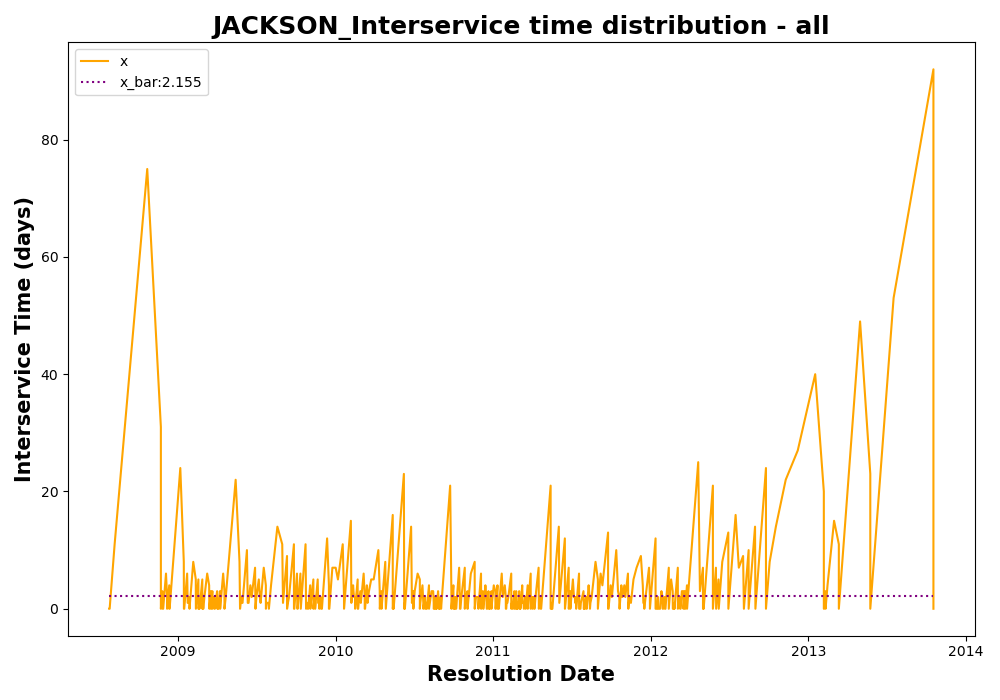 JACKSON_Interservice time distribution - all
x
x_bar:2.155
Interservice Time (days)
80
60
40
20
0
2009 2010 2011 2012 2013 2014
Resolution Date